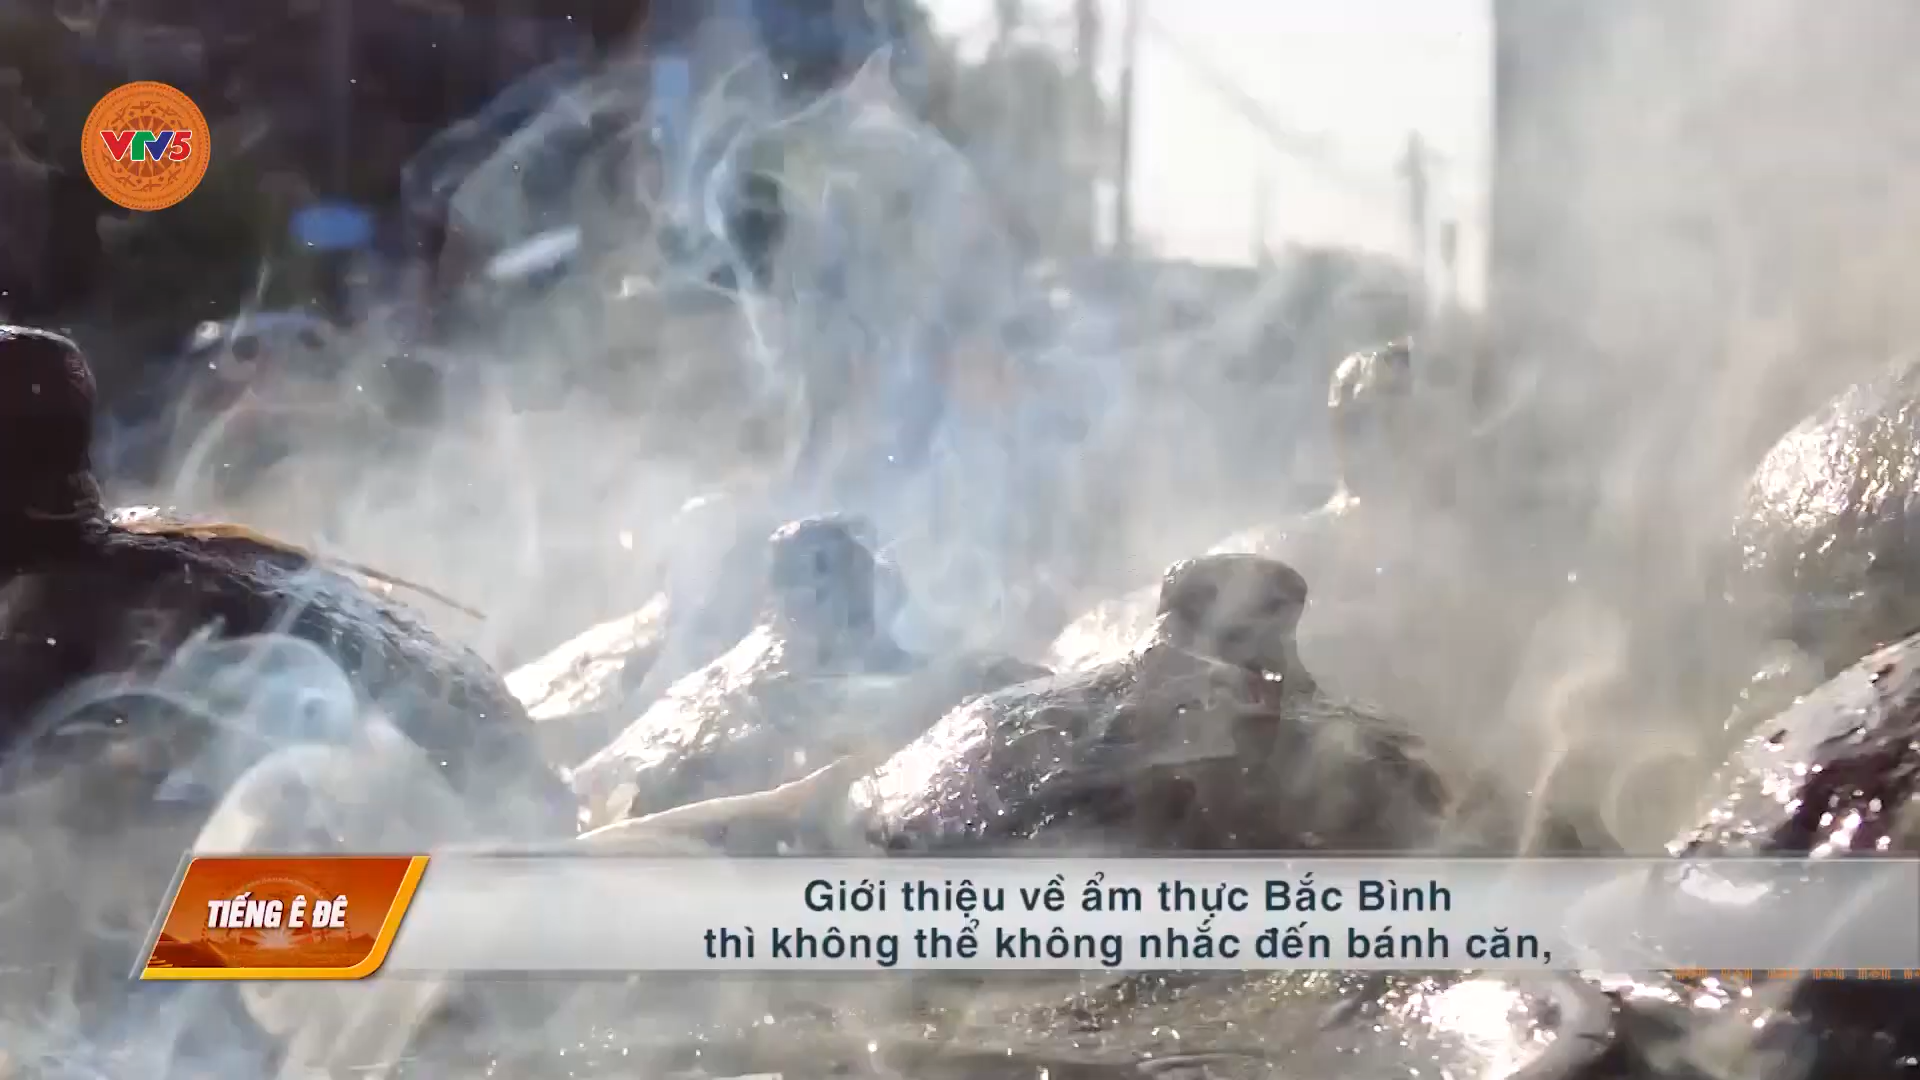 VTV5
TIẾNG Ê ĐÊ
Giới thiệu về ẩm thực Bắc Bình
thì không thể không nhắc đến bánh căn,